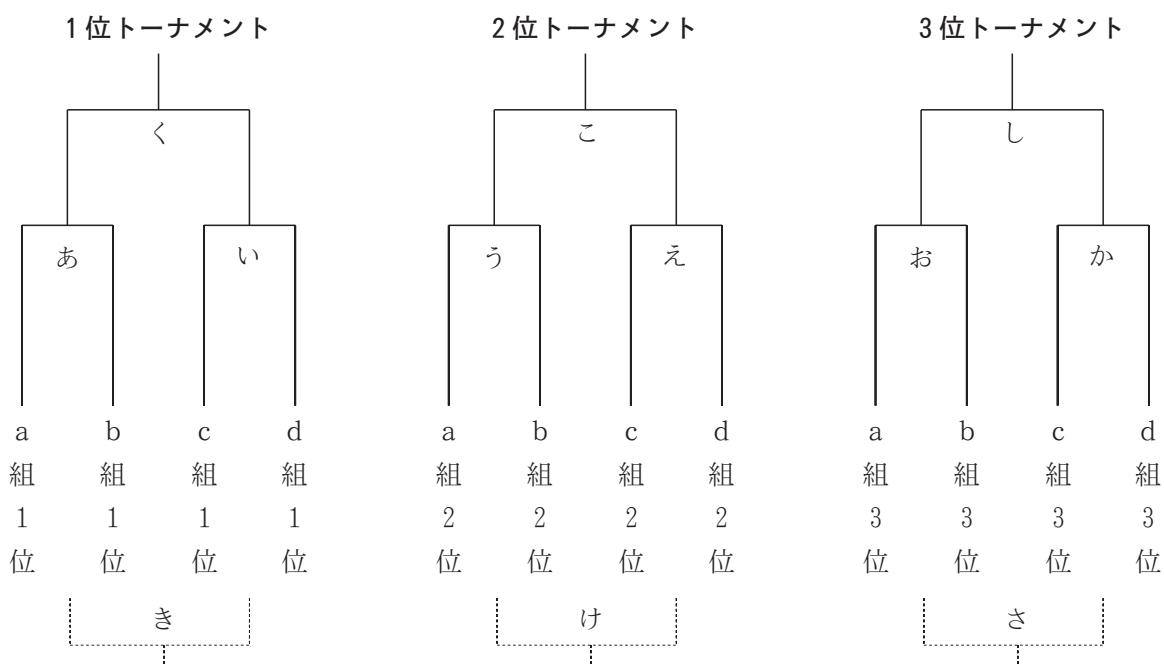 1位トーナメント
2位トーナメント
3位トーナメント
く
こ
し
あ
い
う
え
お
か
a組1位
b組1位
c組1位
d組1位
a組2位
b組2位
c組2位
d組2位
a組3位
b組3位
c組3位
d組3位
き
け
さ